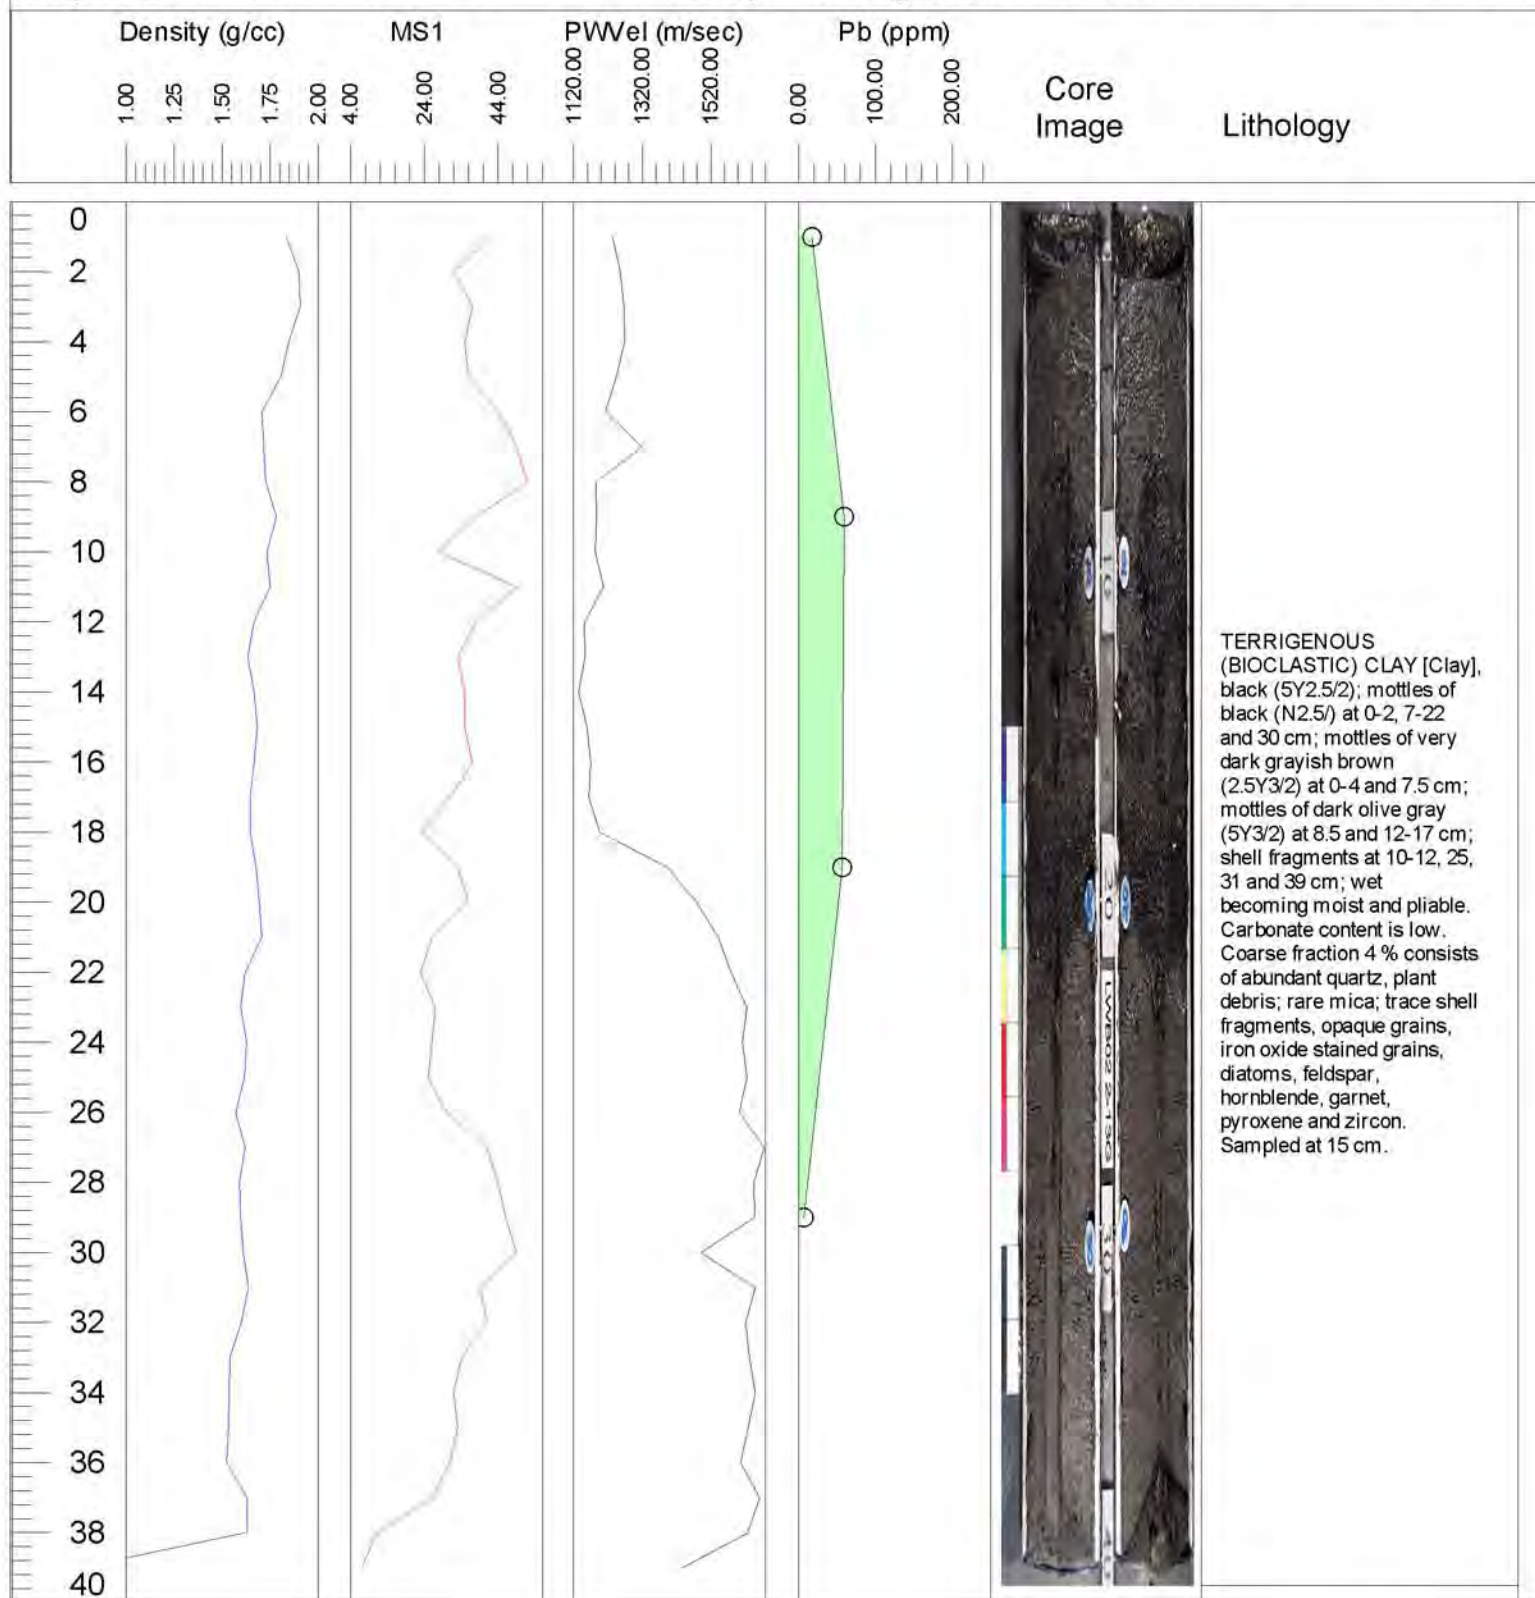 Density (g/cc) MS1 PWVel (m/sec) Pb (ppm)
1.00 1.25 1.50 1.75 2.00 4.00 24.00 44.00 1120.00 1320.00 1520.00 0.00 100.00 200.00
Core
Image
Lithology
0
2
4
6
8
10
12
14
16
18
20
22
24
26
28
30
32
34
36
38
40
10
20
LWB02 2-13G
30
TERRIGENOUS
(BIOCLASTIC) CLAY [Clay],
black (5Y2.5/2); mottles of
black (N2.5/) at 0-2, 7-22
and 30 cm; mottles of very
dark grayish brown
(2.5Y3/2) at 0-4 and 7.5 cm;
mottles of dark olive gray
(5Y3/2) at 8.5 and 12-17 cm;
shell fragments at 10-12, 25,
31 and 39 cm; wet
becoming moist and pliable.
Carbonate content is low.
Coarse fraction 4 % consists
of abundant quartz, plant
debris; rare mica; trace shell
fragments, opaque grains,
iron oxide stained grains,
diatoms, feldspar,
hornblende, garnet,
pyroxene and zircon.
Sampled at 15 cm.